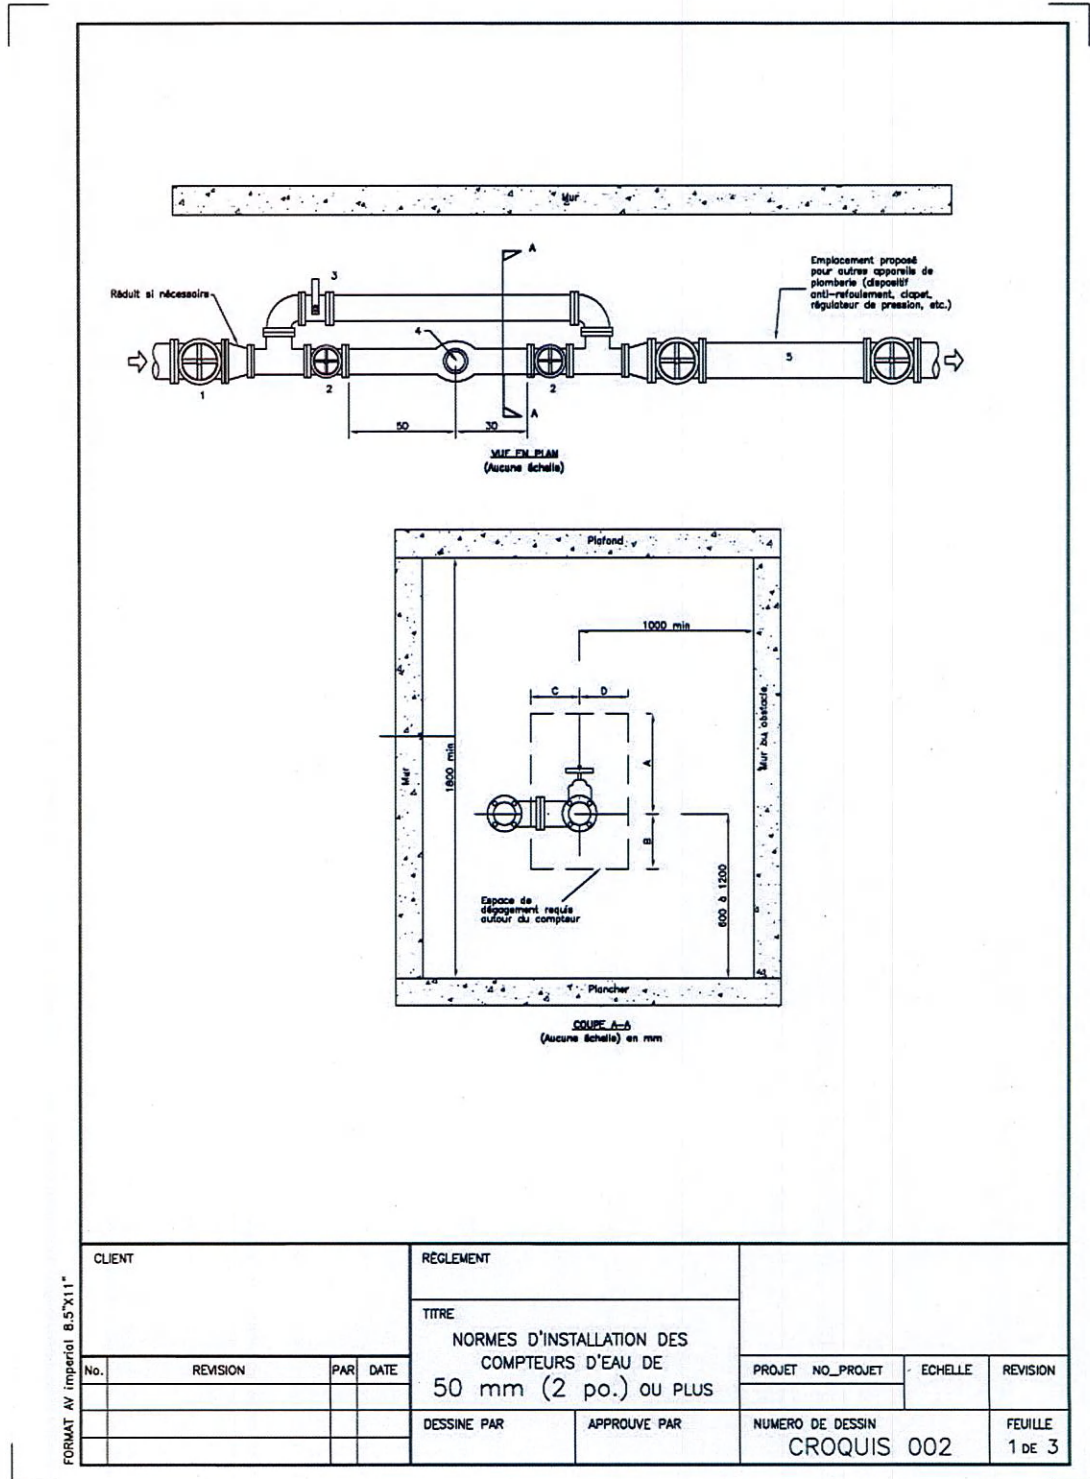 Mur
A
3
Emplacement proposé
pour autres appareils de
plomberie (dispositif
anti-refoulement, clapet,
régulateur de pression, etc.)
Réduit si nécessaire
4
5
1
2
2
A
5D
3D
VUE EN PLAN
(Aucune échelle)
Plafond
1000 min
C
D
Mur ou obstacle
A
Mur
1800 min
B
600 à 1200
Espace de
dégagement requis
autour du compteur
Plancher
COUPE A-A
(Aucune échelle) en mm
CLIENT
RÈGLEMENT
TITRE
NORMES D'INSTALLATION DES
COMPTEURS D'EAU DE
50 mm (2 po.) OU PLUS
No.
REVISION
PAR
DATE
PROJET NO_PROJET
ECHELLE
REVISION
DESSINE PAR
APPROUVE PAR
NUMERO DE DESSIN
CROQUIS 002
FEUILLE
1 DE 3
FORMAT AV imperial 8.5"X11"